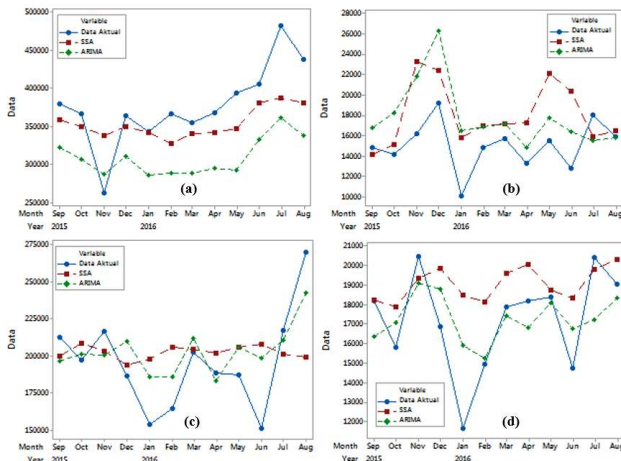 500000
450000
400000
350000
300000
250000
Data
Variable
Data Aktual
SSA
ARIMA
(a)
Month Sep Oct Nov Dec Jan Feb Mar Apr May Jun Jul Aug
Year 2015 2016
28000
26000
24000
22000
20000
18000
16000
14000
12000
10000
Data
Variable
Data Aktual
SSA
ARIMA
(b)
Month Sep Oct Nov Dec Jan Feb Mar Apr May Jun Jul Aug
Year 2015 2016
275000
250000
225000
200000
175000
150000
Data
Variable
Data Aktual
SSA
ARIMA
(c)
Month Sep Oct Nov Dec Jan Feb Mar Apr May Jun Jul Aug
Year 2015 2016
21000
20000
19000
18000
17000
16000
15000
14000
13000
12000
Data
Variable
Data Aktual
SSA
ARIMA
(d)
Month Sep Oct Nov Dec Jan Feb Mar Apr May Jun Jul Aug
Year 2015 2016